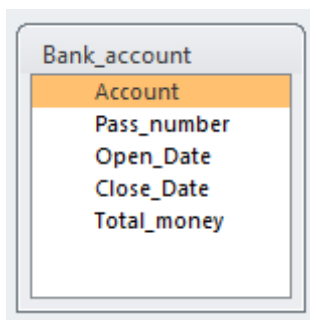 Bank_account
Account
Pass_number
Open_Date
Close_Date
Total_money